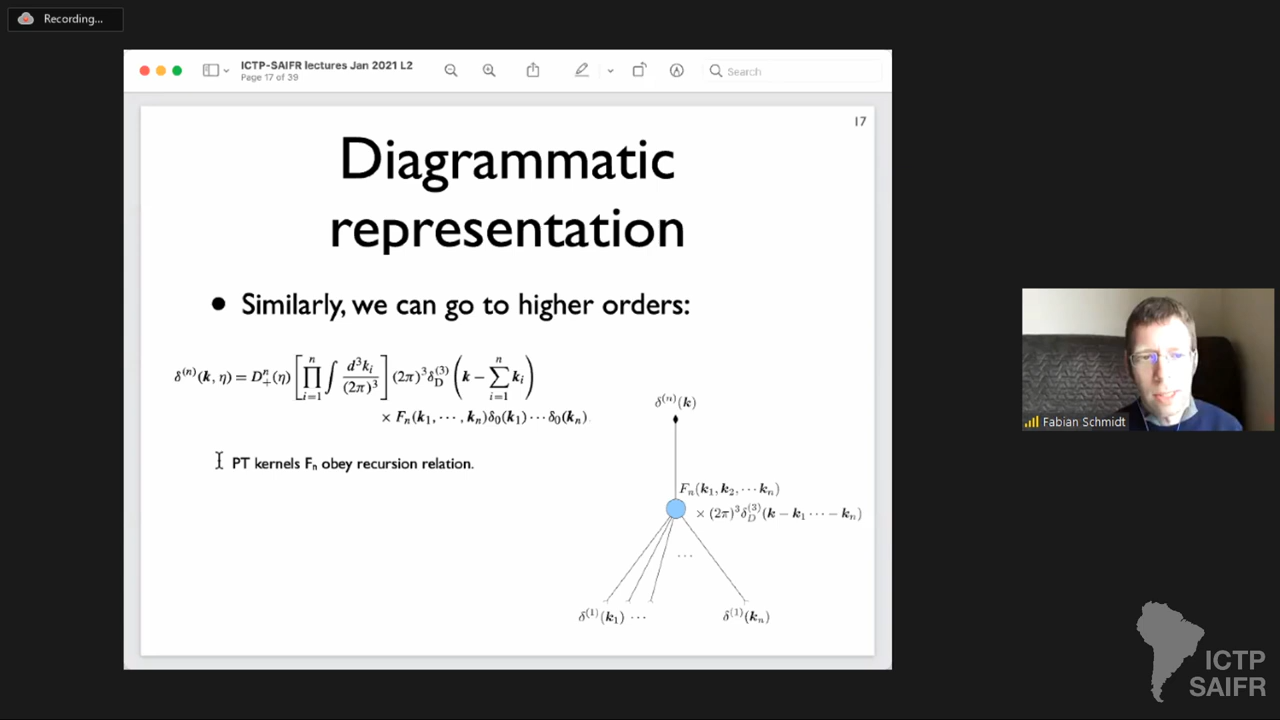 Recording...
ICTP-SAIFR lectures Jan 2021 L2
Page 17 of 39
Search
17
Diagrammatic
representation
● Similarly, we can go to higher orders:
δ^{(n)}(k, η) = D_+^n(η) [∏_{i=1}^n ∫ d^3k_i/(2π)^3] (2π)^3 δ_D^{(3)} (k − ∑_{i=1}^n k_i)
× F_n(k_1, ⋯, k_n)δ_0(k_1) ⋯ δ_0(k_n)
PT kernels F_n obey recursion relation.
δ^{(n)}(k)
F_n(k_1, k_2, ⋯ k_n)
× (2π)^3 δ_D^{(3)}(k − k_1 ⋯ − k_n)
⋯
δ^{(1)}(k_1) ⋯ δ^{(1)}(k_n)
Fabian Schmidt
ICTP
SAIFR